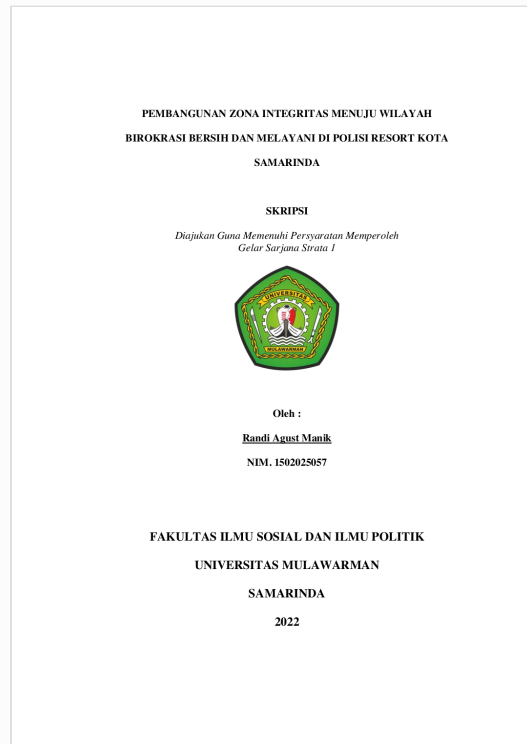 PEMBANGUNAN ZONA INTEGRITAS MENUJU WILAYAH
BIROKRASI BERSIH DAN MELAYANI DI POLISI RESORT KOTA
SAMARINDA
SKRIPSI
Diajukan Guna Memenuhi Persyaratan Memperoleh
Gelar Sarjana Strata 1
UNIVERSITAS
MULAWARMAN
Oleh :
Randi Agust Manik
NIM. 1502025057
FAKULTAS ILMU SOSIAL DAN ILMU POLITIK
UNIVERSITAS MULAWARMAN
SAMARINDA
2022